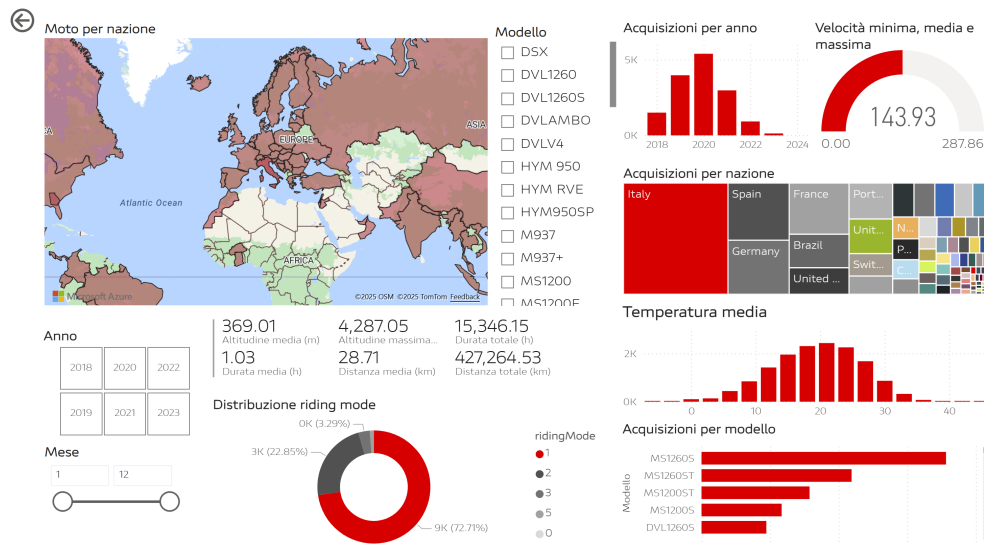 Moto per nazione
CA
EUROPE
ASIA
Atlantic Ocean
AFRICA
Microsoft Azure
©2025 OSM ©2025 TomTom Feedback
Modello
DSX
DVL1260
DVL1260S
DVLAMBO
DVLV4
HYM 950
HYM RVE
HYM950SP
M937
M937+
MS1200
MS1200E
Acquisizioni per anno
5K
0K
2018
2020
2022
2024
Velocità minima, media e
massima
143.93
0.00
287.86
Acquisizioni per nazione
Italy
Spain
France
Port...
Germany
Brazil
Unit...
N...
P...
United ...
Swit...
C...
Anno
2018
2020
2022
2019
2021
2023
Mese
1
12
369.01
Altitudine media (m)
4,287.05
Altitudine massima...
15,346.15
Durata totale (h)
1.03
Durata media (h)
28.71
Distanza media (km)
427,264.53
Distanza totale (km)
Distribuzione riding mode
0K (3.29%)
3K (22.85%)
9K (72.71%)
ridingMode
1
2
3
5
0
Temperatura media
2K
0K
0
10
20
30
40
Acquisizioni per modello
Modello
MS1260S
MS1260ST
MS1200ST
MS1200S
DVL1260S